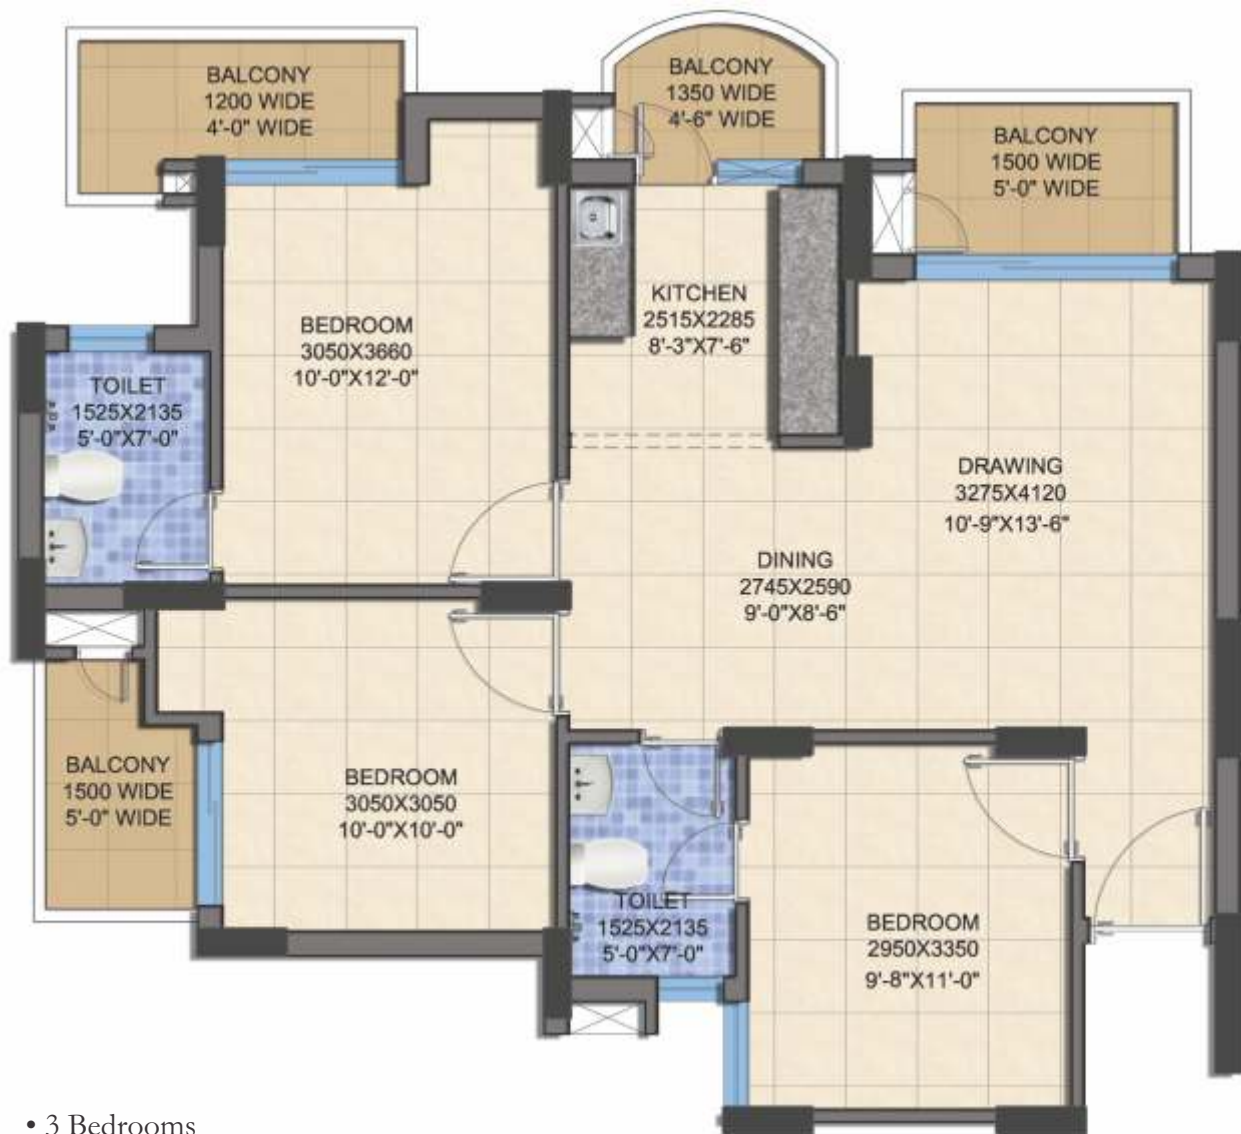 BALCONY
1200 WIDE
4'-0" WIDE
BALCONY
1350 WIDE
4'-6" WIDE
BALCONY
1500 WIDE
5'-0" WIDE
BEDROOM
3050X3660
10'-0"X12'-0"
KITCHEN
2515X2285
8'-3"X7'-6"
TOILET
1525X2135
5'-0"X7'-0"
DRAWING
3275X4120
10'-9"X13'-6"
DINING
2745X2590
9'-0"X8'-6"
BALCONY
1500 WIDE
5'-0" WIDE
BEDROOM
3050X3050
10'-0"X10'-0"
TOILET
1525X2135
5'-0"X7'-0"
BEDROOM
2950X3350
9'-8"X11'-0"
• 3 Bedrooms